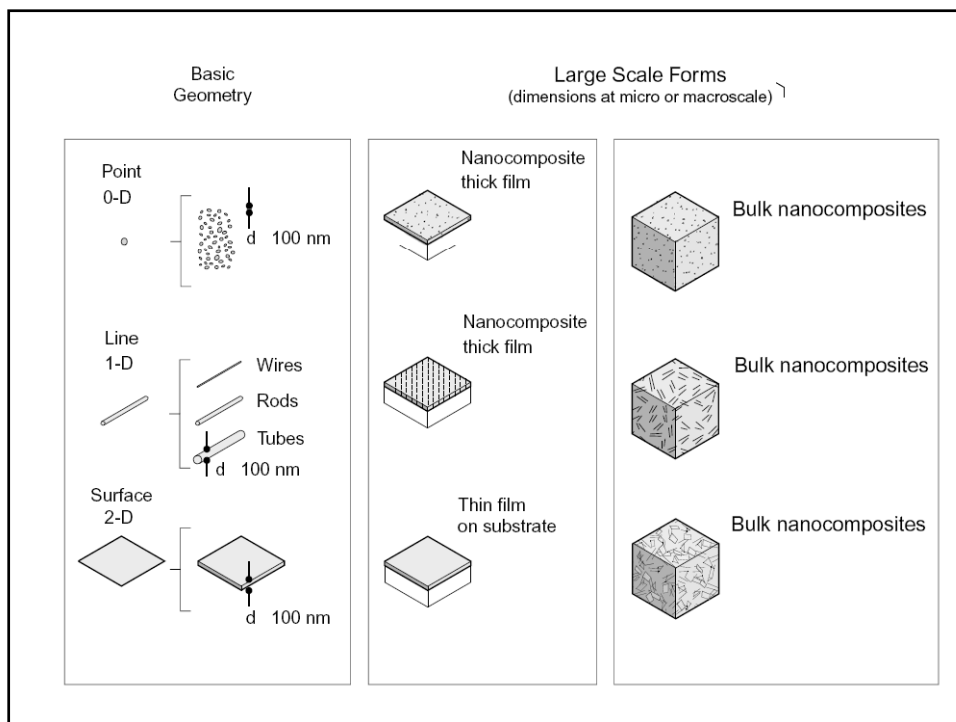 Basic
Geometry
Large Scale Forms
(dimensions at micro or macroscale)
Point
0-D
d 100 nm
Nanocomposite
thick film
Bulk nanocomposites
Line
1-D
Wires
Rods
Tubes
d 100 nm
Nanocomposite
thick film
Bulk nanocomposites
Surface
2-D
d 100 nm
Thin film
on substrate
Bulk nanocomposites